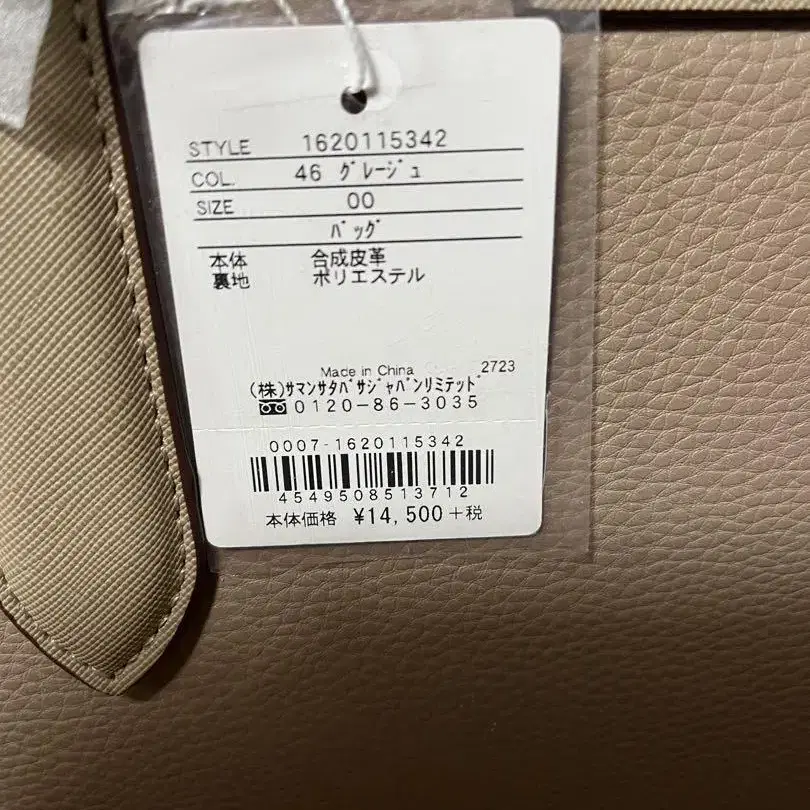 STYLE 1620115342
COL. 46 ｸﾞﾚｰｼﾞｭ
SIZE 00
ﾊﾞｯｸﾞ
本体 合成皮革
裏地 ポリエステル
Made in China 2723
(株)ｻﾏﾝｻﾀﾊﾞｻｼﾞｬﾊﾟﾝﾘﾐﾃｯﾄﾞ
0120-86-3035
0007-1620115342
4549508513712
本体価格 ¥14,500+税